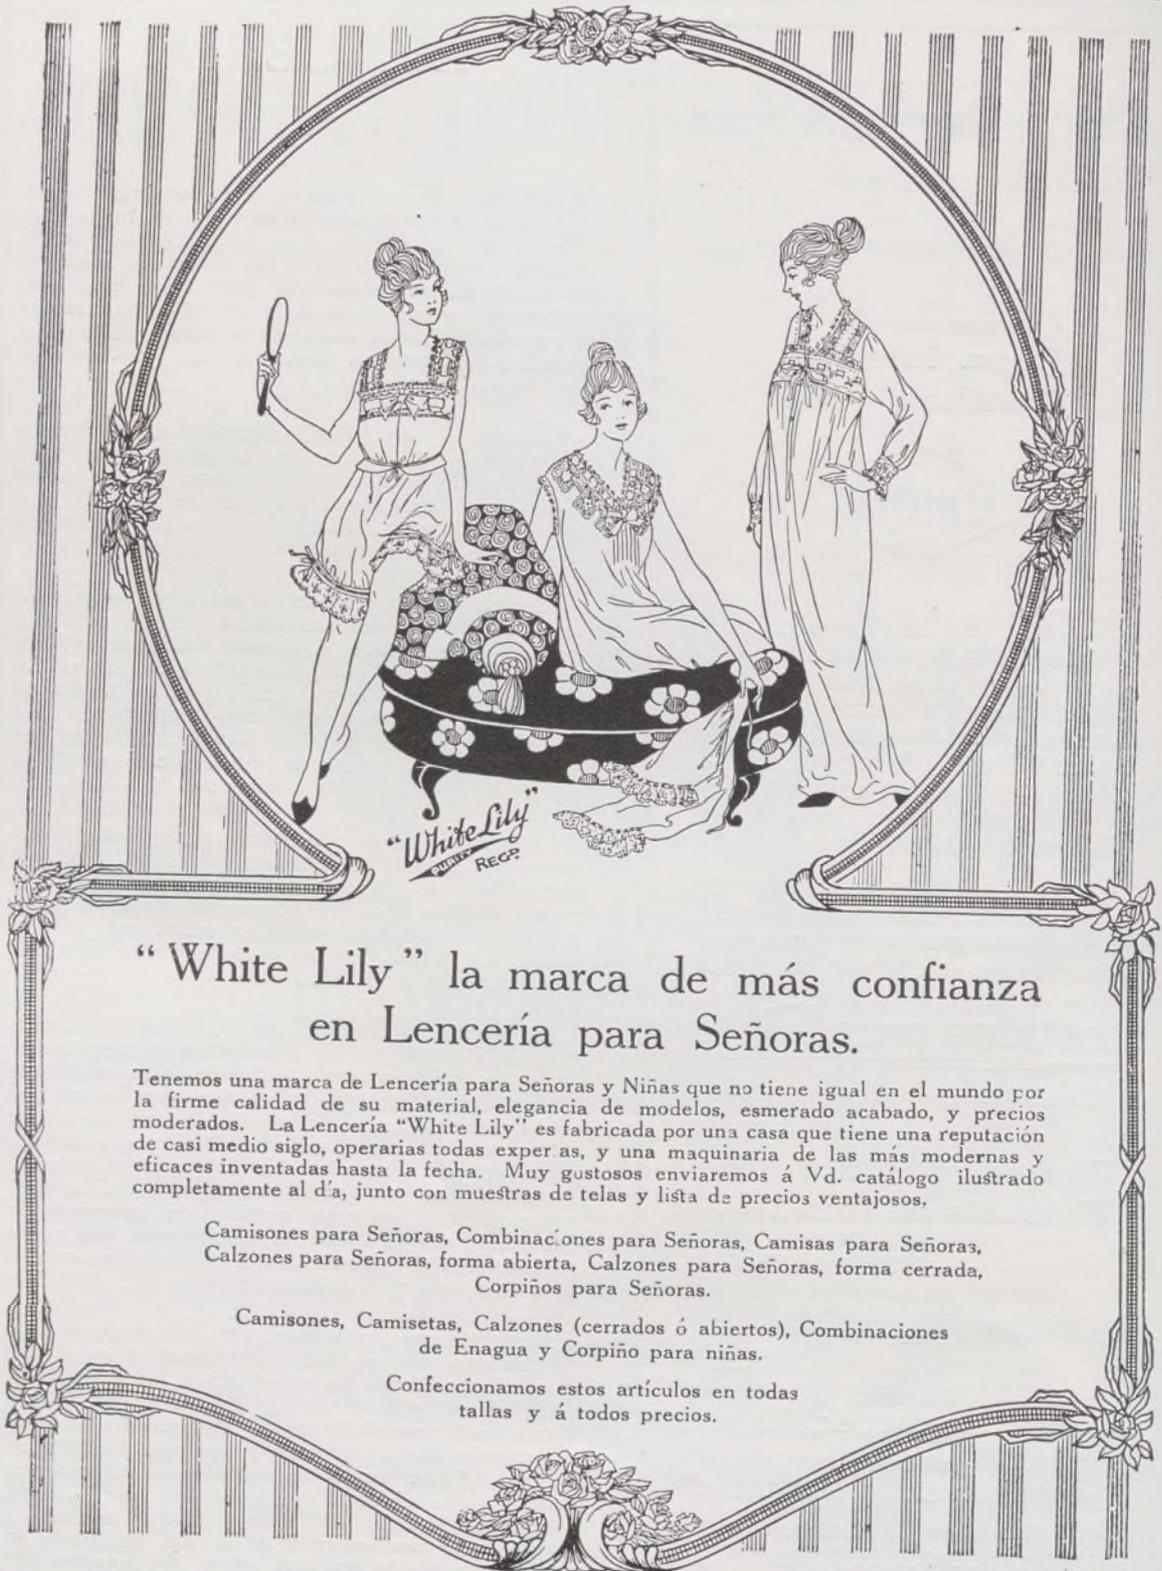 "White Lily"
PURITY REGD.
"White Lily" la marca de más confianza
en Lencería para Señoras.
Tenemos una marca de Lencería para Señoras y Niñas que no tiene igual en el mundo por
la firme calidad de su material, elegancia de modelos, esmerado acabado, y precios
moderados. La Lencería "White Lily" es fabricada por una casa que tiene una reputación
de casi medio siglo, operarias todas exper as, y una maquinaria de las más modernas y
eficaces inventadas hasta la fecha. Muy gustosos enviaremos á Vd. catálogo ilustrado
completamente al día, junto con muestras de telas y lista de precios ventajosos.
Camisones para Señoras, Combinaciones para Señoras, Camisas para Señoras,
Calzones para Señoras, forma abierta, Calzones para Señoras, forma cerrada,
Corpiños para Señoras.
Camisones, Camisetas, Calzones (cerrados ó abiertos), Combinaciones
de Enagua y Corpiño para niñas.
Confeccionamos estos artículos en todas
tallas y á todos precios.